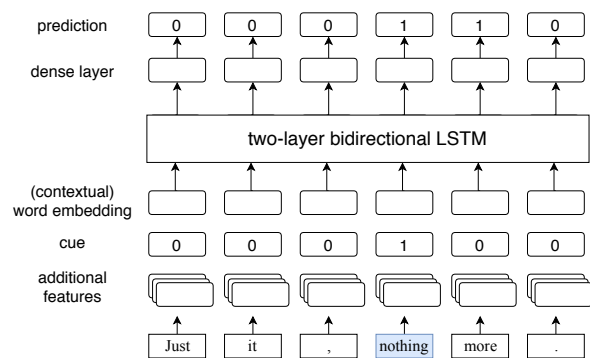 prediction 0 0 0 1 1 0
dense layer
two-layer bidirectional LSTM
(contextual)
word embedding
cue 0 0 0 1 0 0
additional
features
Just it , nothing more .